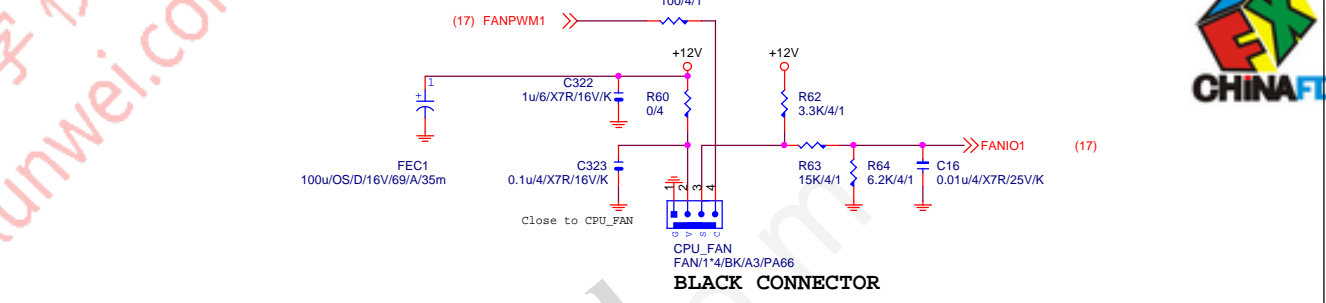 100/4/1
(17) FANPWM1
+12V
+12V
1
C322
1u/6/X7R/16V/K
R60
0/4
R62
3.3K/4/1
+
FANIO1
(17)
FEC1
100u/OS/D/16V/69/A/35m
C323
0.1u/4/X7R/16V/K
R63
15K/4/1
R64
6.2K/4/1
C16
0.01u/4/X7R/25V/K
1 2 3 4
Close to CPU_FAN
G V S C
CPU_FAN
FAN/1*4/BK/A3/PA66
BLACK CONNECTOR
CHINAFI